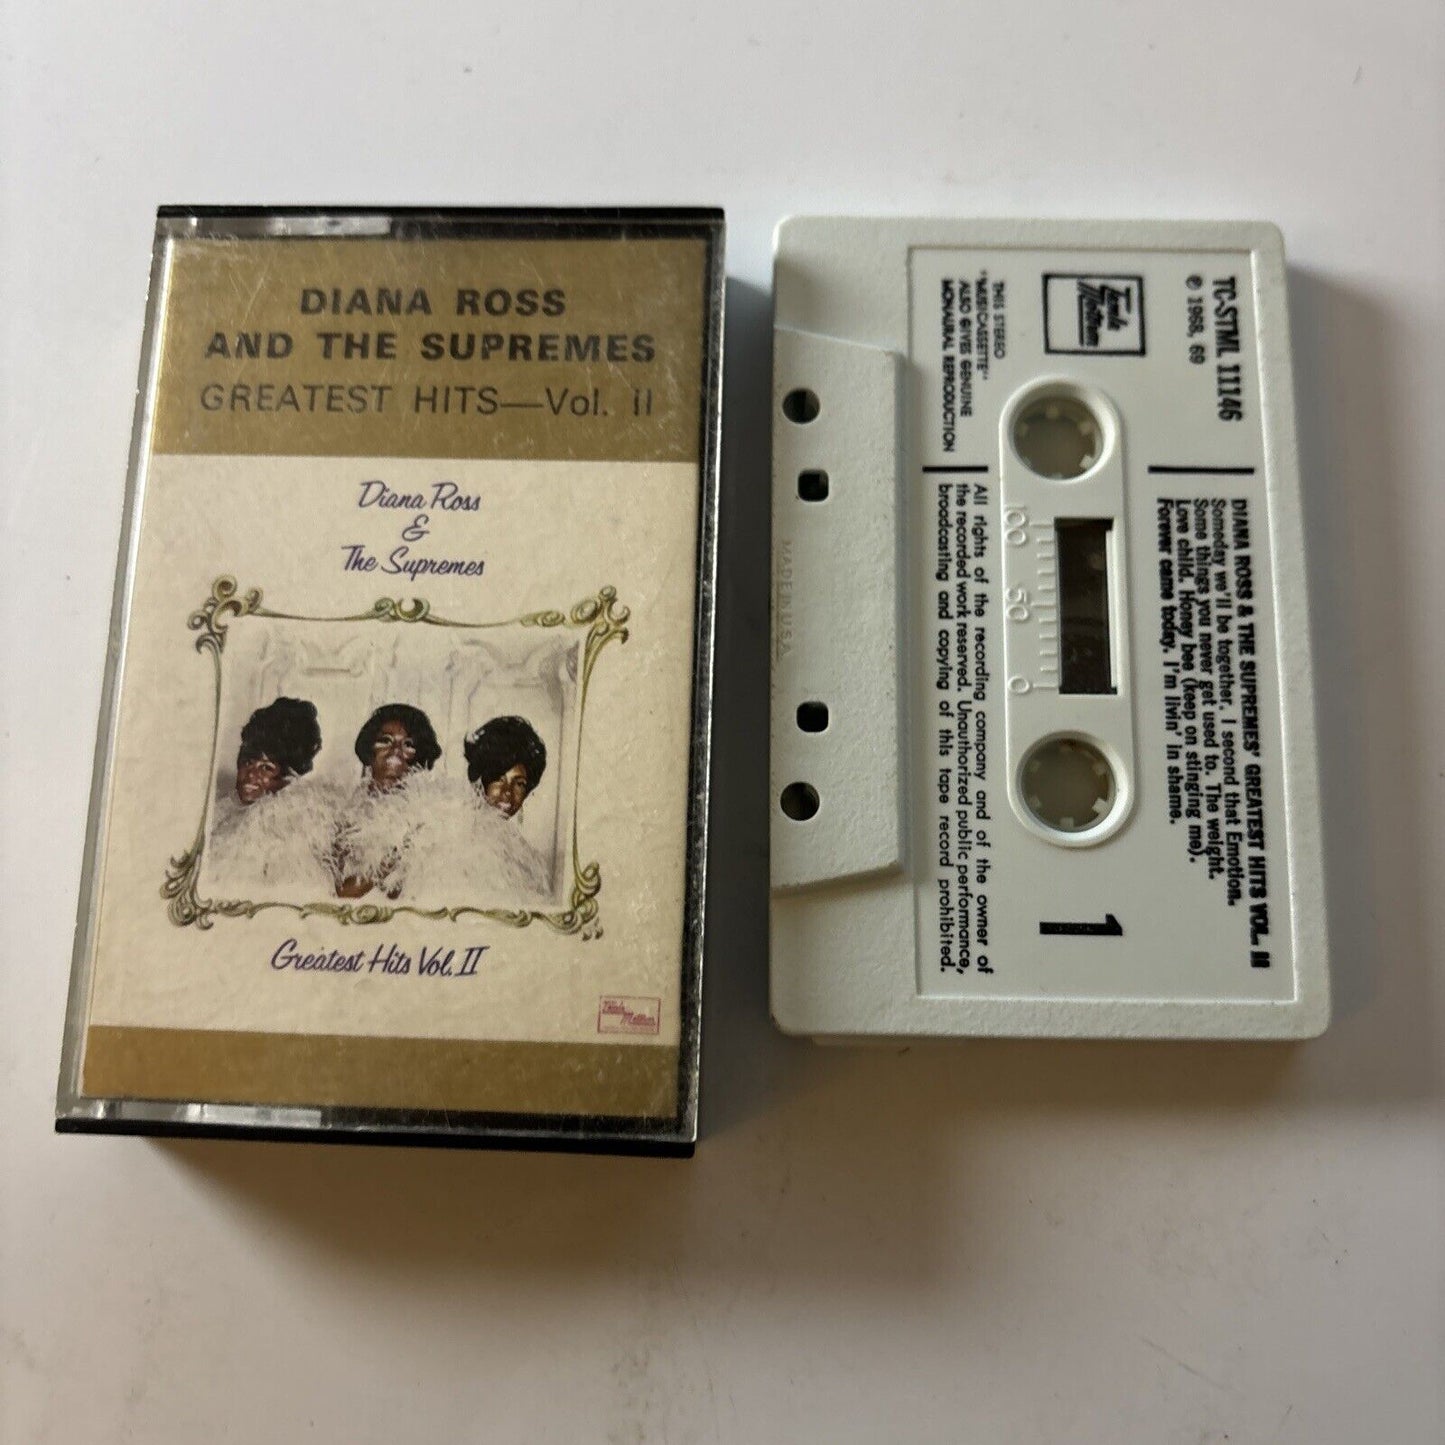 DIANA ROSS
AND THE SUPREMES
GREATEST HITS—Vol. II
Diana Ross
&
The Supremes
Greatest Hits Vol. II
Tamla
Motown
TC-STML 11146
℗ 1968, 69
Tamla
Motown
THIS STEREO
"MUSICASSETTE"
ALSO GIVES GENUINE
MONAURAL REPRODUCTION
DIANA ROSS & THE SUPREMES' GREATEST HITS VOL. II
Someday we'll be together. I second that Emotion.
Some things you never get used to. The weight.
Love child. Honey bee (keep on stinging me).
Forever came today. I'm livin' in shame.
1
100 50 0
All rights of the recording company and of the owner of
the recorded work reserved. Unauthorized public performance,
broadcasting and copying of this tape record prohibited.
MADE IN U.S.A.